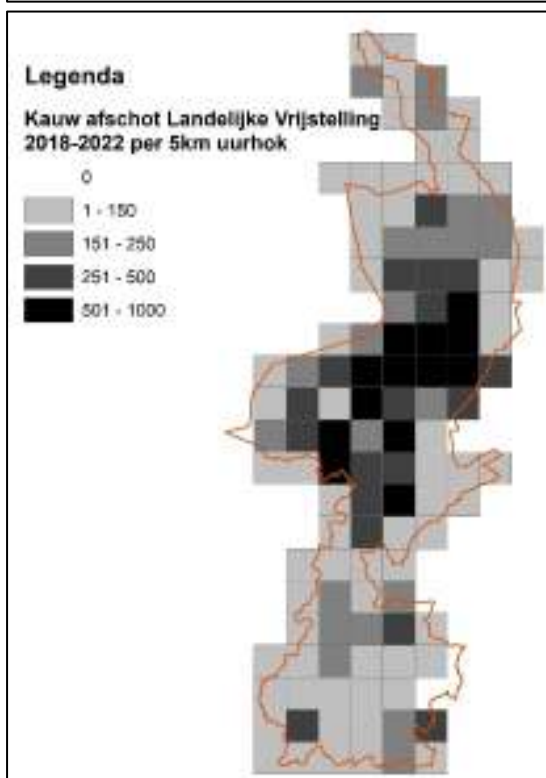 Legenda
Kauw afschot Landelijke Vrijstelling
2018-2022 per 5km uurhok
0
1 - 150
151 - 250
251 - 500
501 - 1000